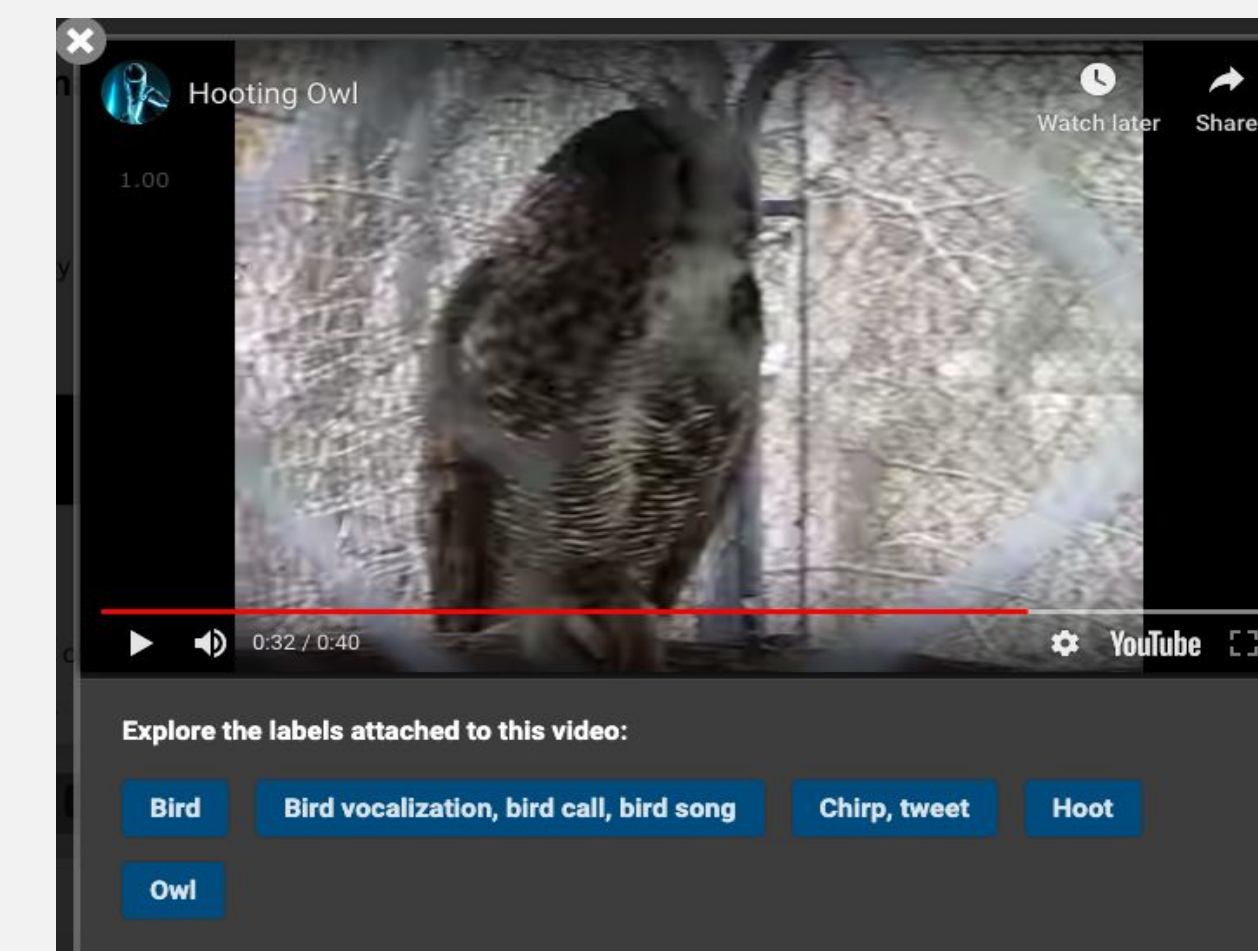 Hooting Owl
Watch later Share
1.00
0:32 / 0:40 YouTube
Explore the labels attached to this video:
Bird Bird vocalization, bird call, bird song Chirp, tweet Hoot
Owl